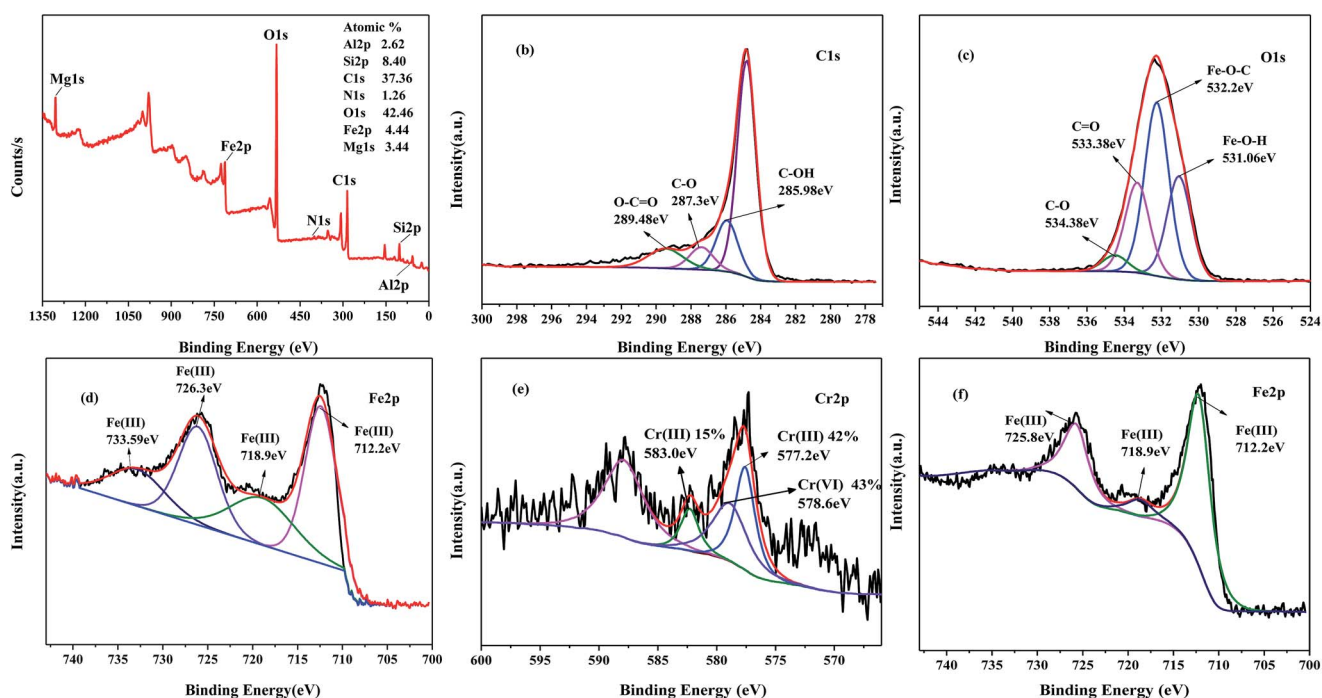 Atomic %
Al2p 2.62
Si2p 8.40
C1s 37.36
N1s 1.26
O1s 42.46
Fe2p 4.44
Mg1s 3.44
O1s
Mg1s
Fe2p
C1s
N1s
Si2p
Al2p
Counts/s
1350 1200 1050 900 750 600 450 300 150 0
Binding Energy (eV)
(b)
C1s
O-C=O
289.48eV
C-O
287.3eV
C-OH
285.98eV
Intensity(a.u.)
300 298 296 294 292 290 288 286 284 282 280 278
Binding Energy (eV)
(c)
O1s
Fe-O-C
532.2eV
C=O
533.38eV
Fe-O-H
531.06eV
C-O
534.38eV
Intensity(a.u.)
544 542 540 538 536 534 532 530 528 526 524
Binding Energy (eV)
(d)
Fe2p
Fe(III)
733.59eV
Fe(III)
726.3eV
Fe(III)
718.9eV
Fe(III)
712.2eV
Intensity(a.u.)
740 735 730 725 720 715 710 705 700
Binding Energy(eV)
(e)
Cr2p
Cr(III) 15%
583.0eV
Cr(III) 42%
577.2eV
Cr(VI) 43%
578.6eV
Intensity(a.u.)
600 595 590 585 580 575 570
Binding Energy (eV)
(f)
Fe2p
Fe(III)
725.8eV
Fe(III)
718.9eV
Fe(III)
712.2eV
Intensity(a.u.)
740 730 720 710 700
Binding Energy (eV)